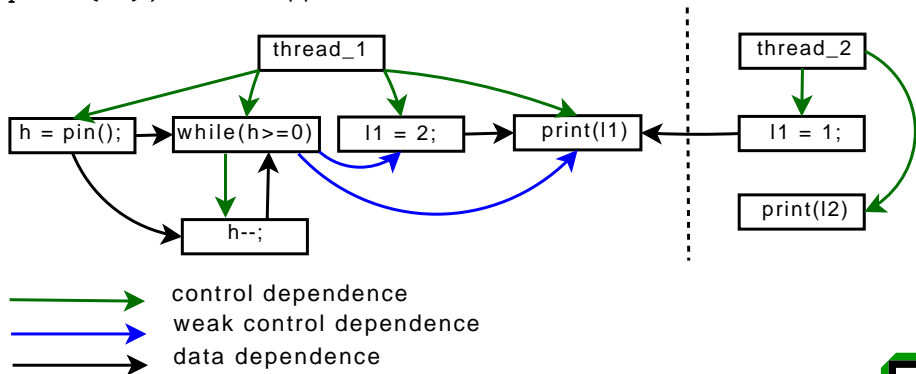 thread_1
thread_2
h = pin();
while(h>=0)
l1 = 2;
print(l1)
l1 = 1;
print(l2)
h--;
control dependence
weak control dependence
data dependence